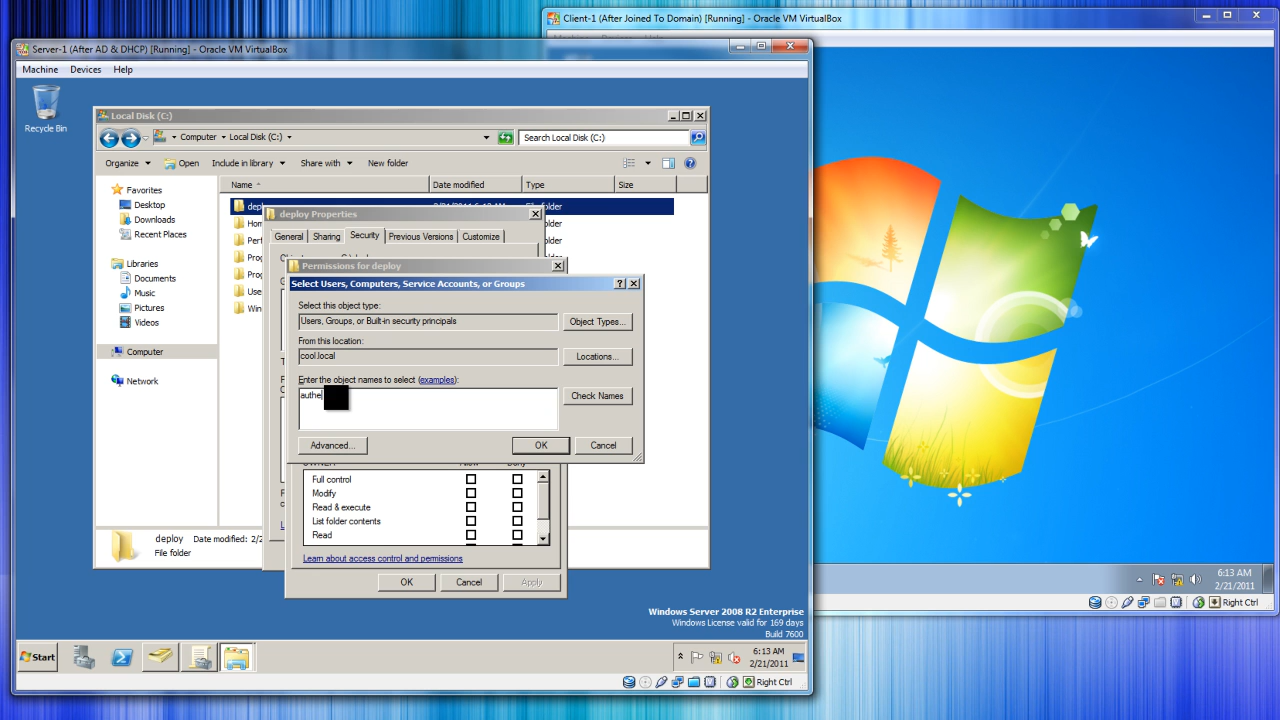 Client-1 (After Joined To Domain) [Running] - Oracle VM VirtualBox
Server-1 (After AD & DHCP) [Running] - Oracle VM VirtualBox
Machine Devices Help
Recycle Bin
Local Disk (C:)
Computer Local Disk (C:)
Search Local Disk (C:)
Organize Open Include in library Share with New folder
Name Date modified Type Size
Favorites
Desktop
Downloads
Recent Places
Libraries
Documents
Music
Pictures
Videos
Computer
Network
deploy Properties
General Sharing Security Previous Versions Customize
Permissions for deploy
Select Users, Computers, Service Accounts, or Groups
Select this object type:
Users, Groups, or Built-in security principals
Object Types...
From this location:
cool.local
Locations...
Enter the object names to select (examples):
authe
Check Names
Advanced...
OK
Cancel
Full control
Modify
Read & execute
List folder contents
Read
Learn about access control and permissions
OK
Cancel
Apply
deploy Date modified: 2/2
File folder
Windows Server 2008 R2 Enterprise
Windows License valid for 169 days
Build 7600
Start
6:13 AM
2/21/2011
Right Ctrl
6:13 AM
2/21/2011
Right Ctrl